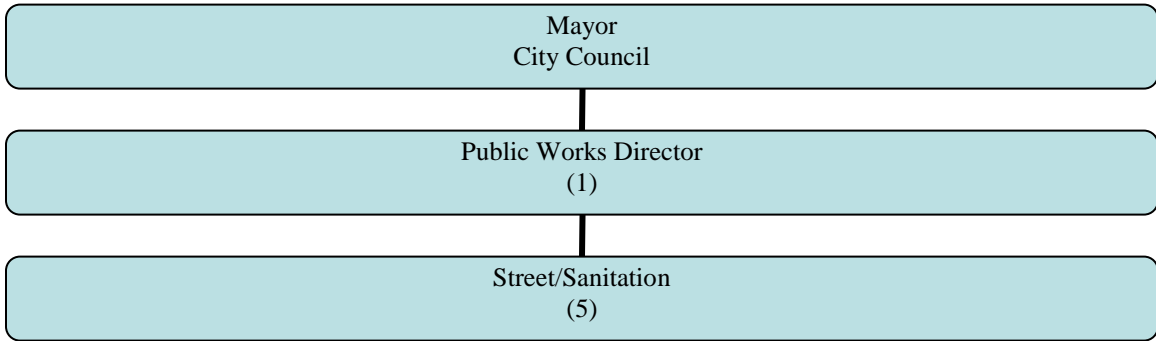 Mayor
City Council
Public Works Director
(1)
Street/Sanitation
(5)